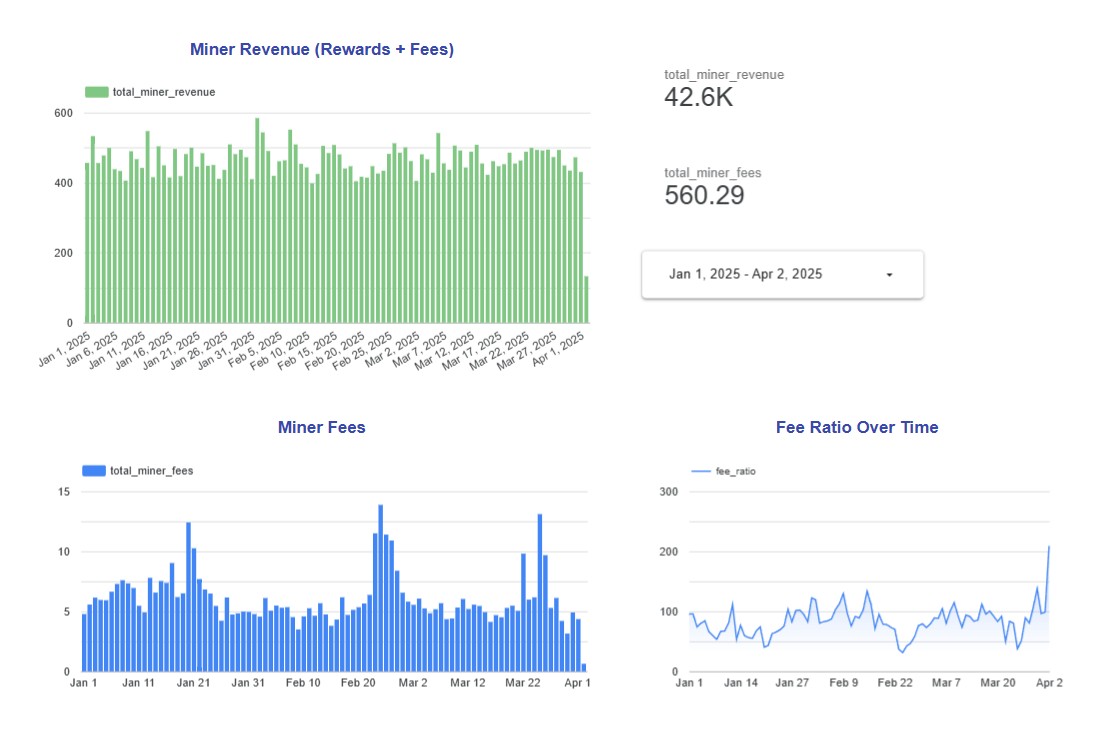 Miner Revenue (Rewards + Fees)
total_miner_revenue
600
400
200
0
Jan 1, 2025
Jan 6, 2025
Jan 11, 2025
Jan 16, 2025
Jan 21, 2025
Jan 26, 2025
Jan 31, 2025
Feb 5, 2025
Feb 10, 2025
Feb 15, 2025
Feb 20, 2025
Feb 25, 2025
Mar 2, 2025
Mar 7, 2025
Mar 12, 2025
Mar 17, 2025
Mar 22, 2025
Mar 27, 2025
Apr 1, 2025
total_miner_revenue
42.6K
total_miner_fees
560.29
Jan 1, 2025 - Apr 2, 2025
Miner Fees
total_miner_fees
15
10
5
0
Jan 1 Jan 11 Jan 21 Jan 31 Feb 10 Feb 20 Mar 2 Mar 12 Mar 22 Apr 1
Fee Ratio Over Time
fee_ratio
300
200
100
0
Jan 1 Jan 14 Jan 27 Feb 9 Feb 22 Mar 7 Mar 20 Apr 2